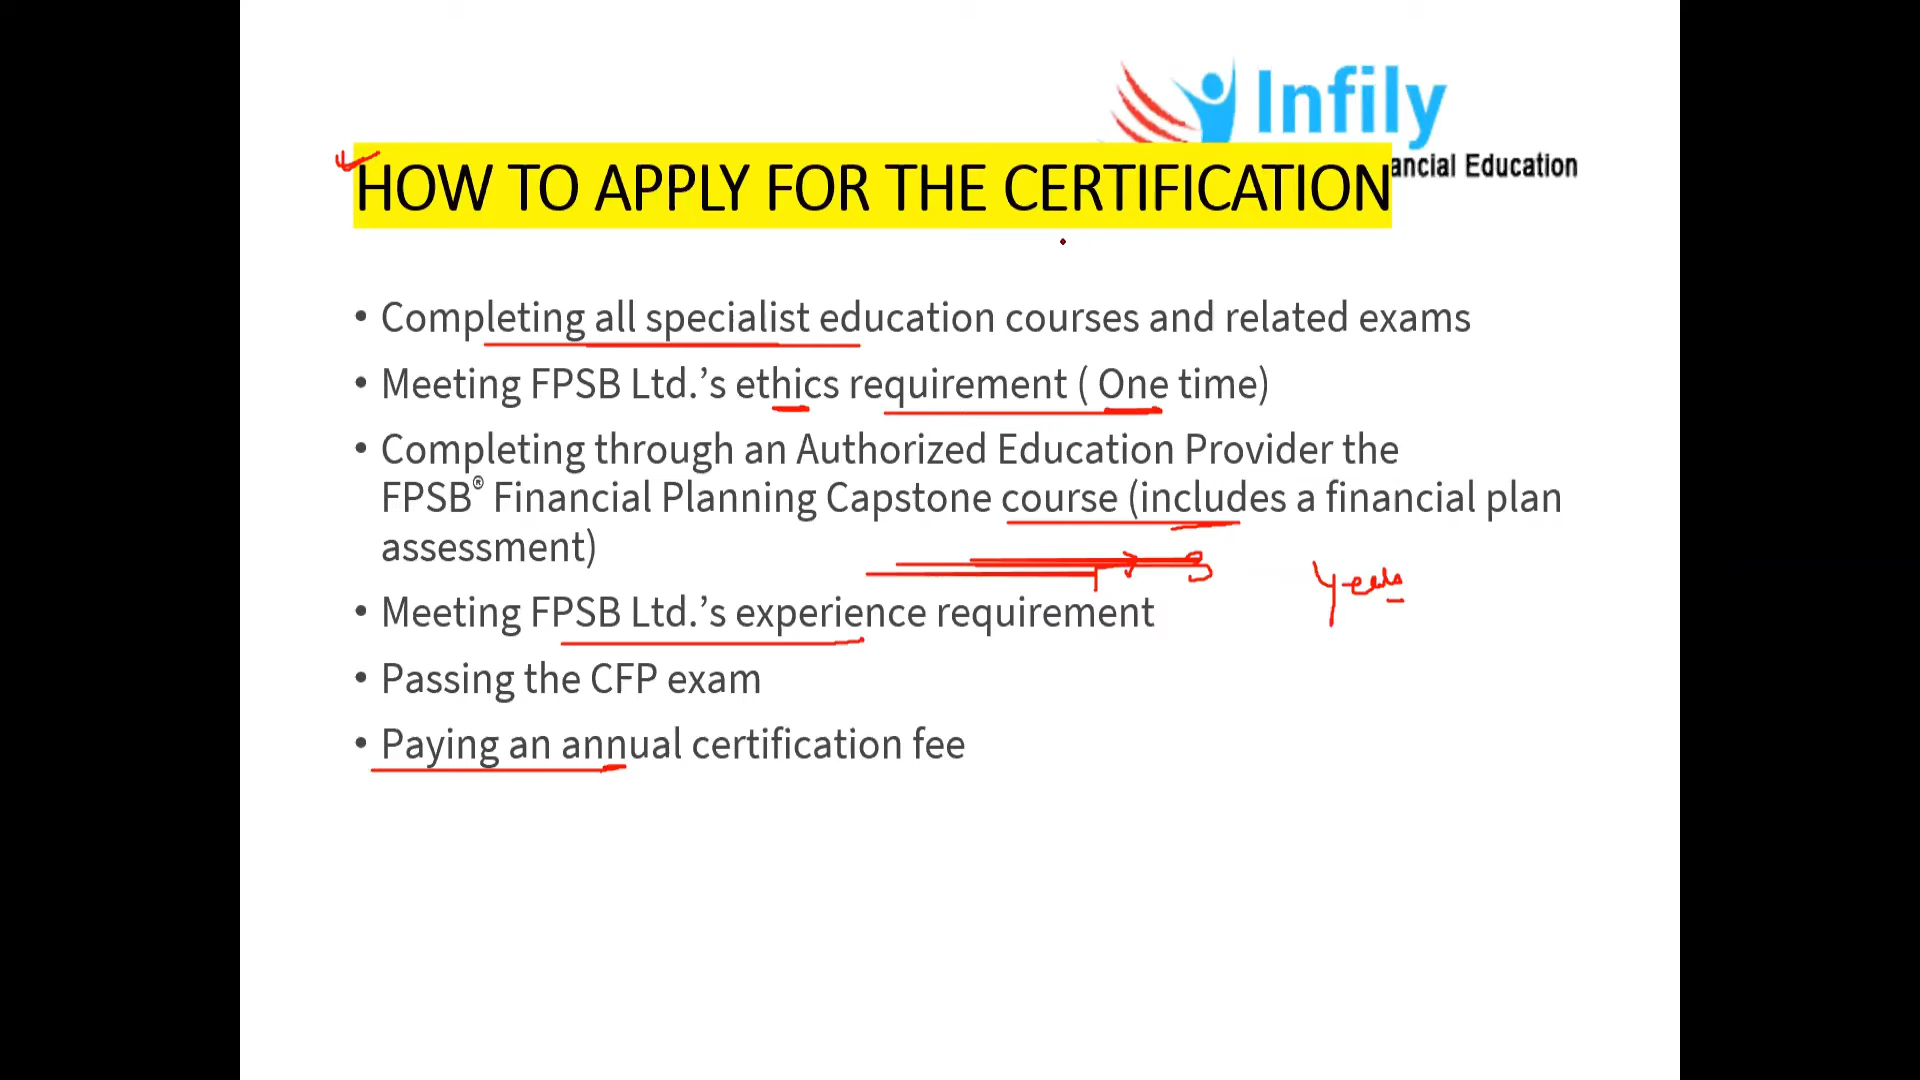 Infily
ancial Education
HOW TO APPLY FOR THE CERTIFICATION
• Completing all specialist education courses and related exams
• Meeting FPSB Ltd.’s ethics requirement ( One time)
• Completing through an Authorized Education Provider the
FPSB® Financial Planning Capstone course (includes a financial plan
assessment)
Years
• Meeting FPSB Ltd.’s experience requirement
• Passing the CFP exam
• Paying an annual certification fee